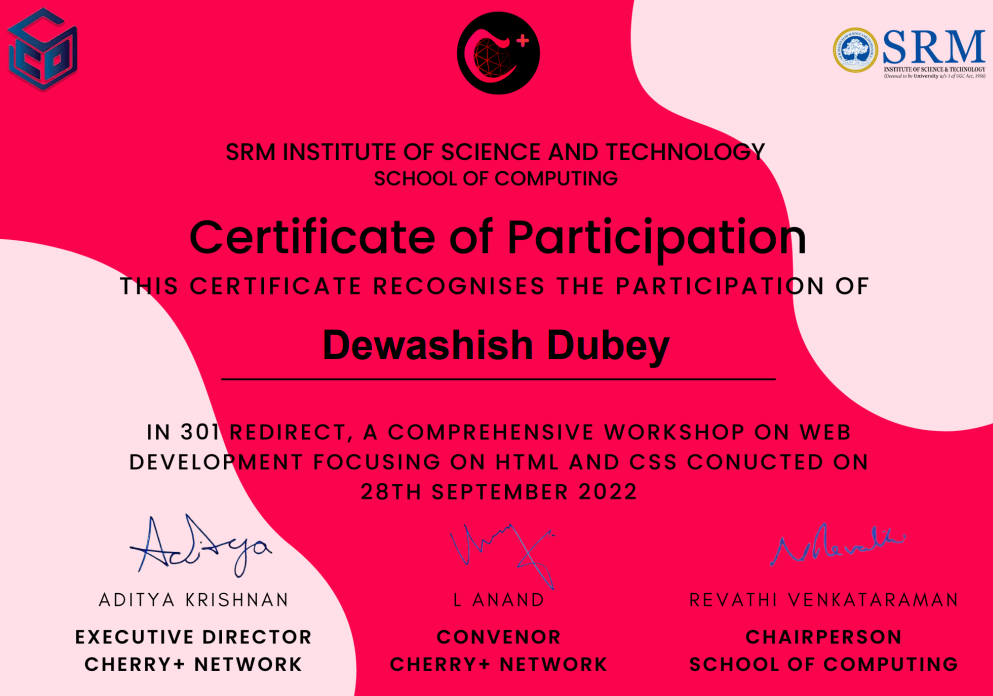 SRM
INSTITUTE OF SCIENCE & TECHNOLOGY
(Deemed to be University u/s 3 of UGC Act, 1956)
SRM INSTITUTE OF SCIENCE AND TECHNOLOGY
SCHOOL OF COMPUTING
Certificate of Participation
THIS CERTIFICATE RECOGNISES THE PARTICIPATION OF
Dewashish Dubey
IN 301 REDIRECT, A COMPREHENSIVE WORKSHOP ON WEB
DEVELOPMENT FOCUSING ON HTML AND CSS CONUCTED ON
28TH SEPTEMBER 2022
Aditya
ADITYA KRISHNAN
L ANAND
REVATHI VENKATARAMAN
EXECUTIVE DIRECTOR
CONVENOR
CHAIRPERSON
CHERRY+ NETWORK
CHERRY+ NETWORK
SCHOOL OF COMPUTING